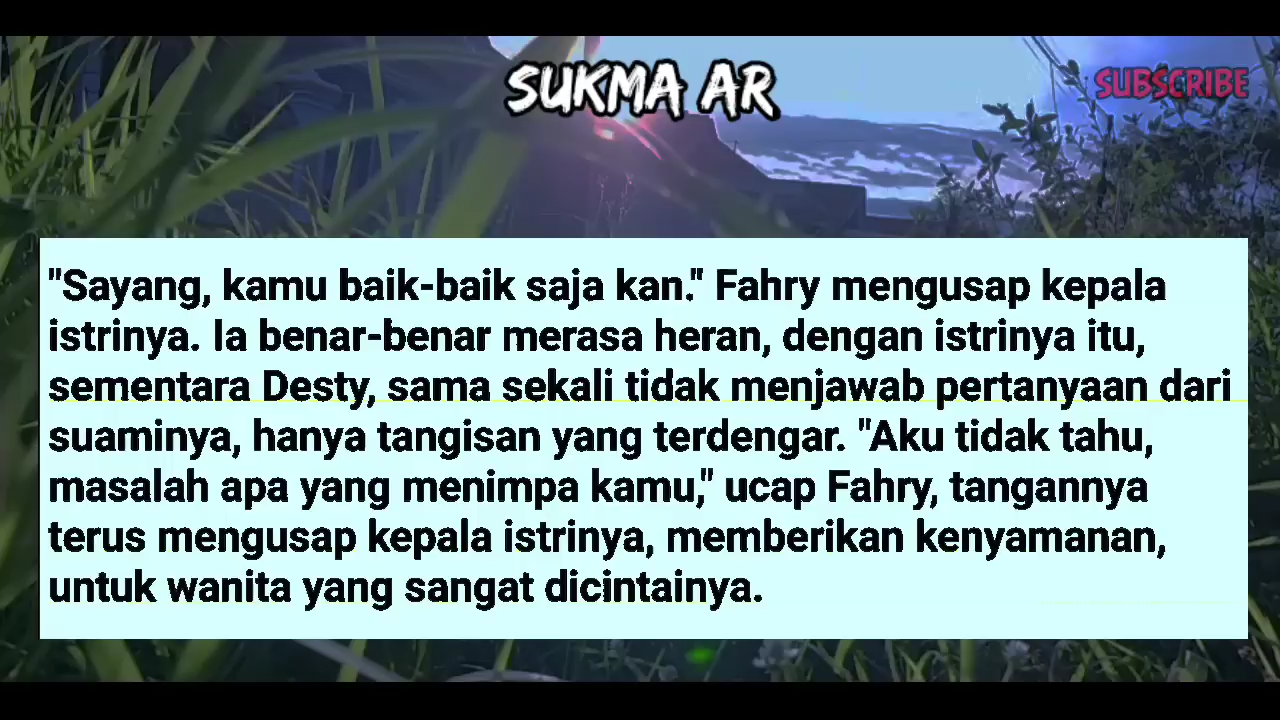 SUKMA AR
SUBSCRIBE
"Sayang, kamu baik-baik saja kan." Fahry mengusap kepala
istrinya. Ia benar-benar merasa heran, dengan istrinya itu,
sementara Desty, sama sekali tidak menjawab pertanyaan dari
suaminya, hanya tangisan yang terdengar. "Aku tidak tahu,
masalah apa yang menimpa kamu," ucap Fahry, tangannya
terus mengusap kepala istrinya, memberikan kenyamanan,
untuk wanita yang sangat dicintainya.